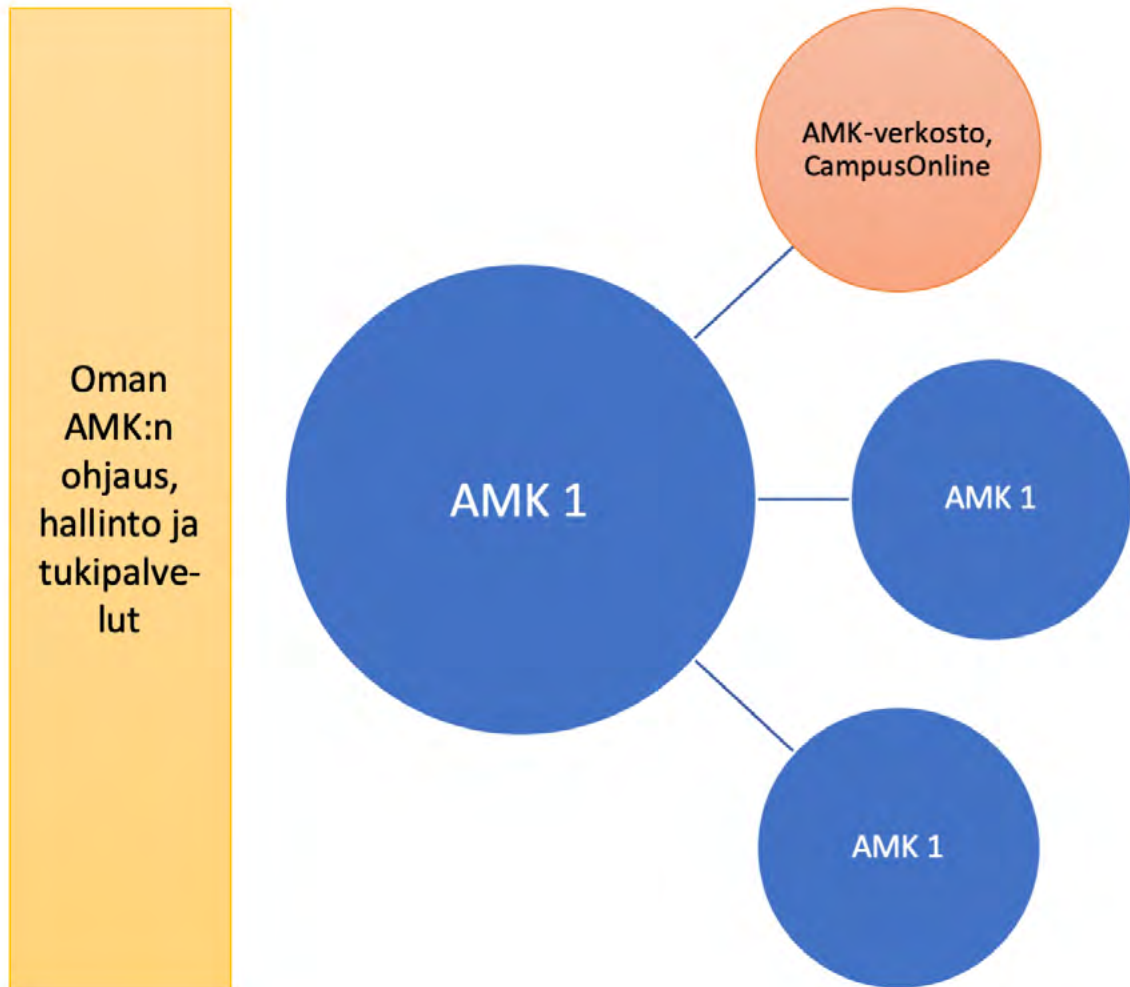 Oman
AMK:n
ohjaus,
hallinto ja
tukipalve-
lut
AMK 1
AMK-verkosto,
CampusOnline
AMK 1
AMK 1